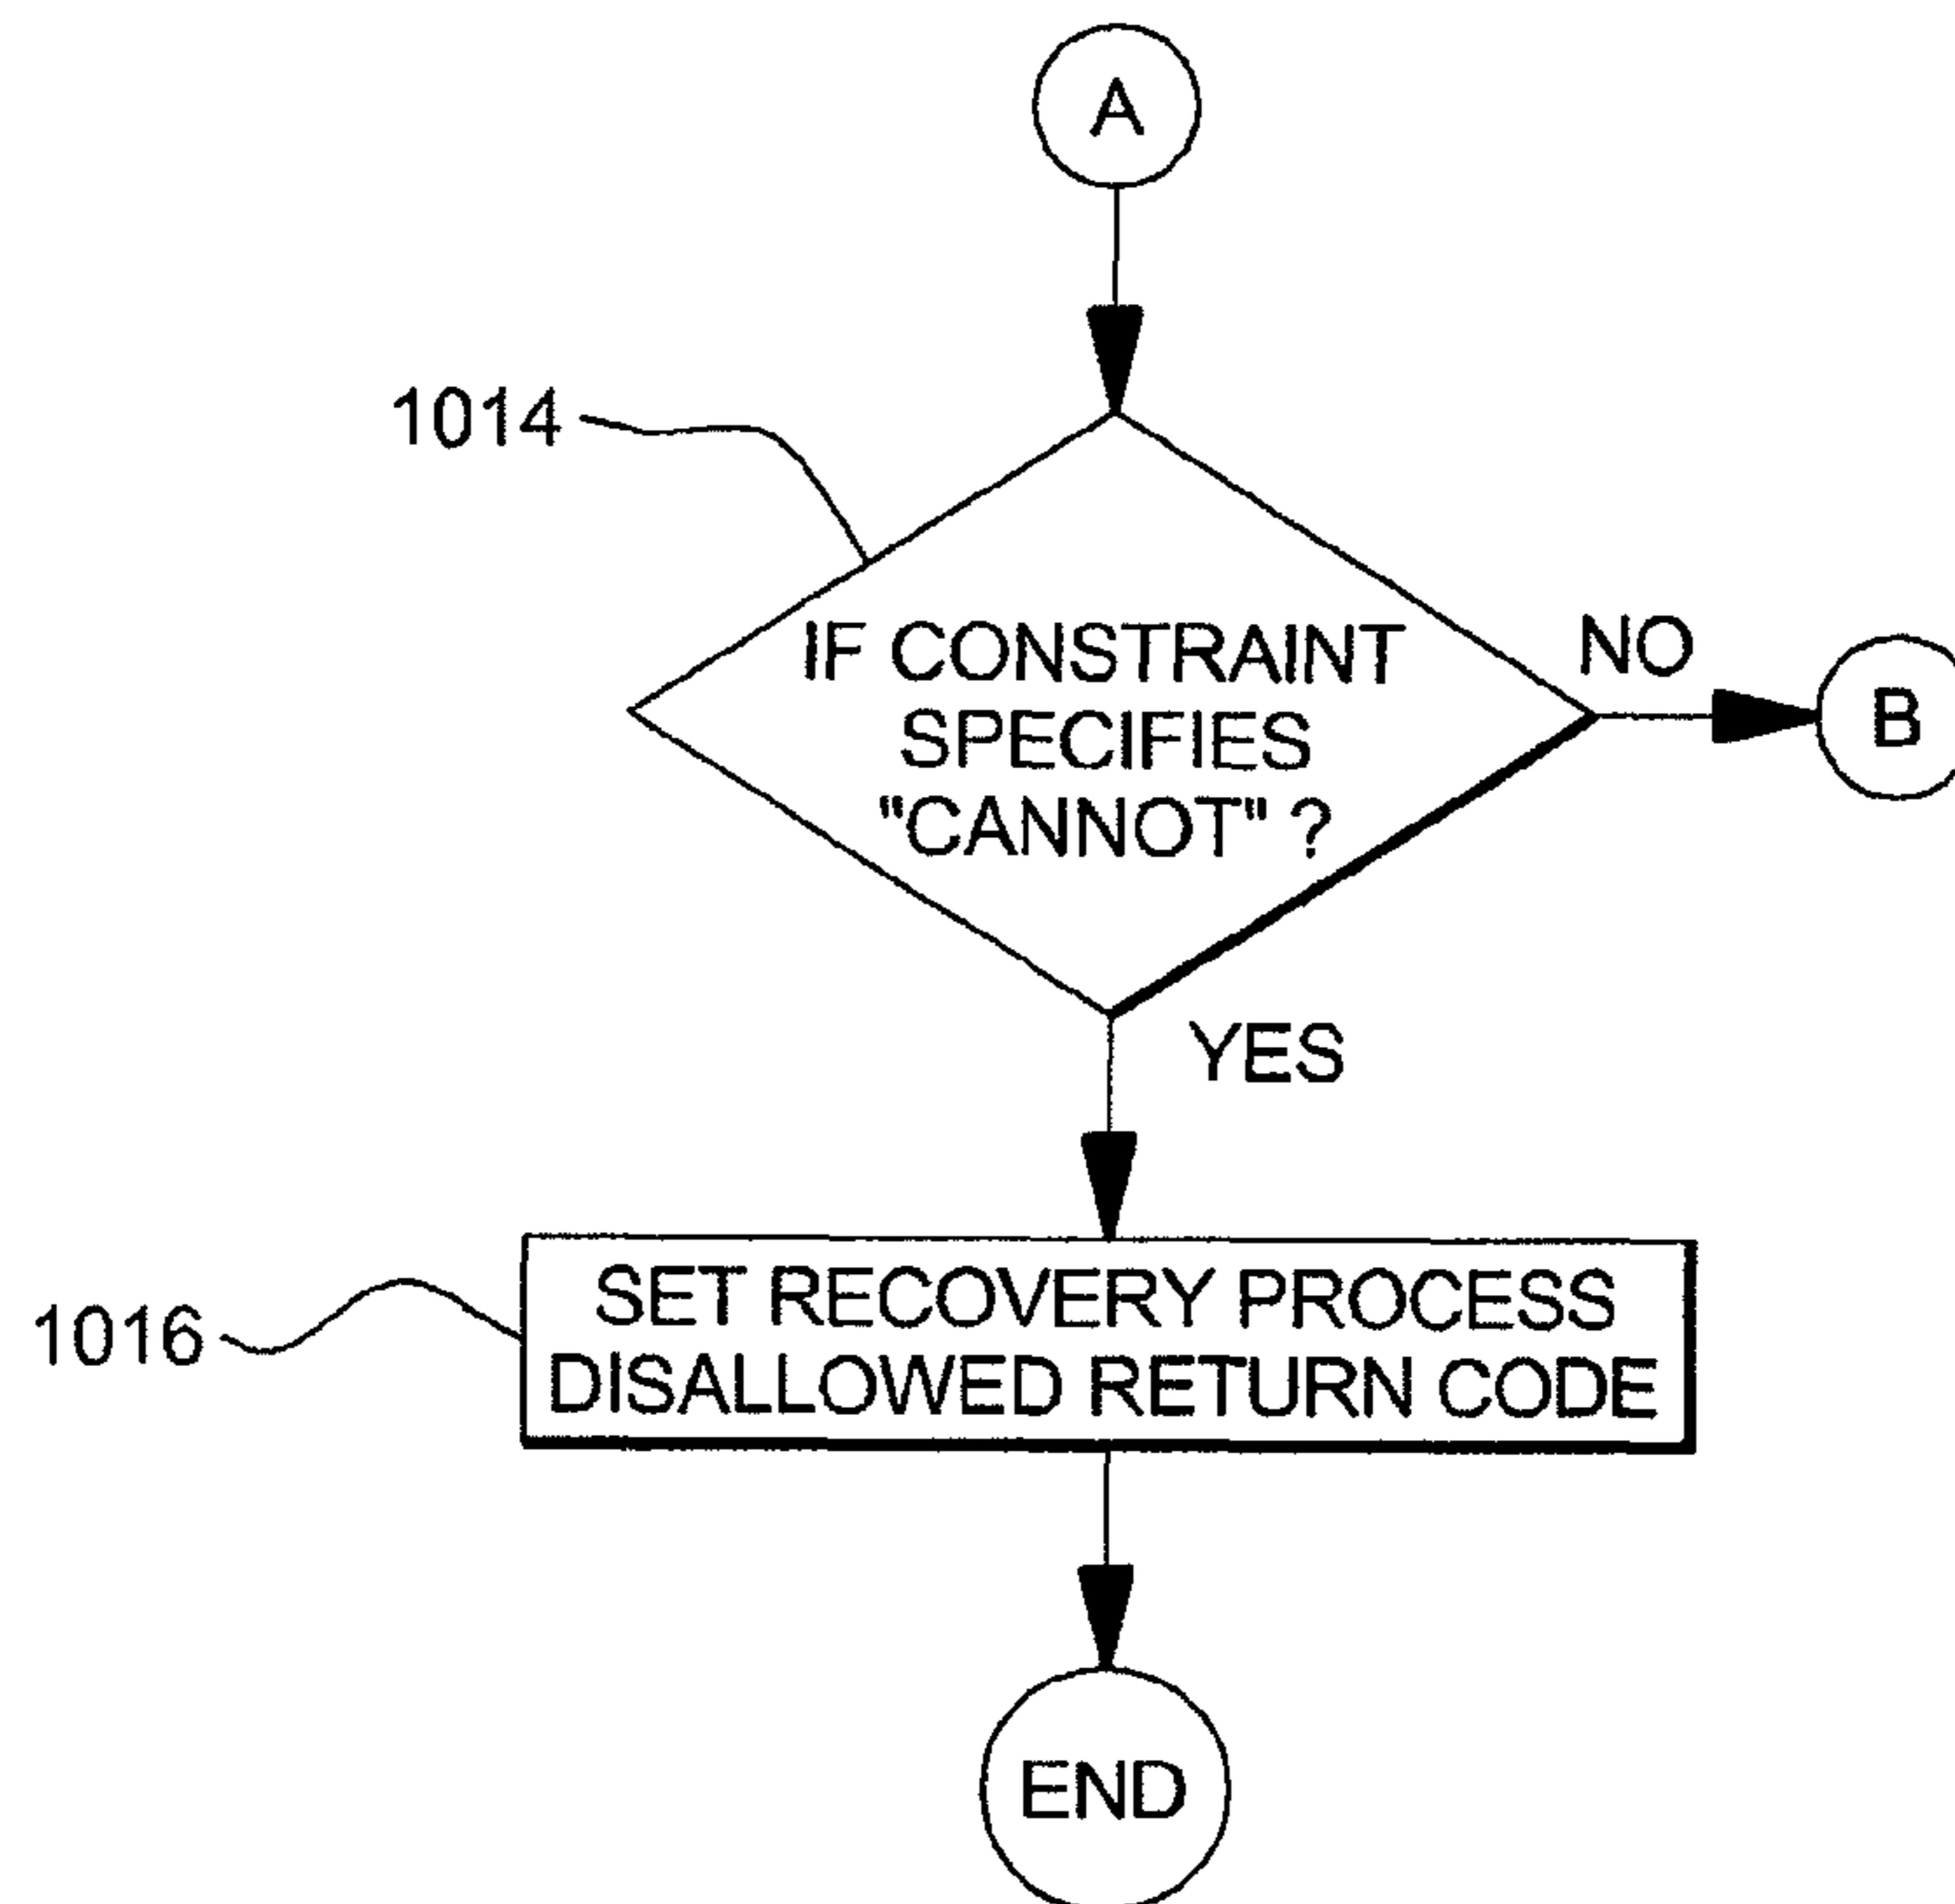 A
1014
IF CONSTRAINT
SPECIFIES
"CANNOT" ?
NO
B
YES
1016
SET RECOVERY PROCESS
DISALLOWED RETURN CODE
END